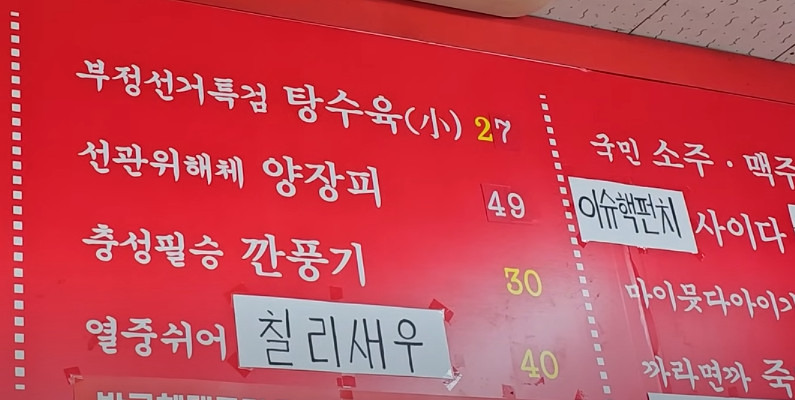 부정선거특검 탕수육(小) 27
선관위해체 양장피 49
충성필승 깐풍기 30
열중쉬어 칠리새우 40
국민 소주 · 맥주
이슈핵펀치 사이다
마이뭇다아이가
까라면까 죽